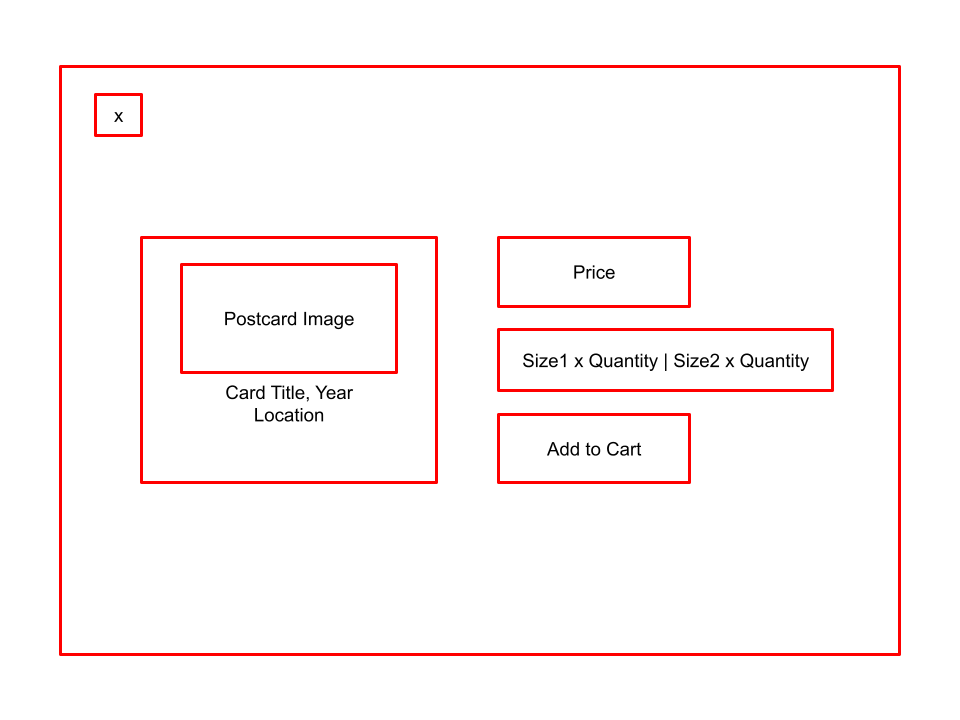 x
Postcard Image
Card Title, Year
Location
Price
Size1 x Quantity | Size2 x Quantity
Add to Cart